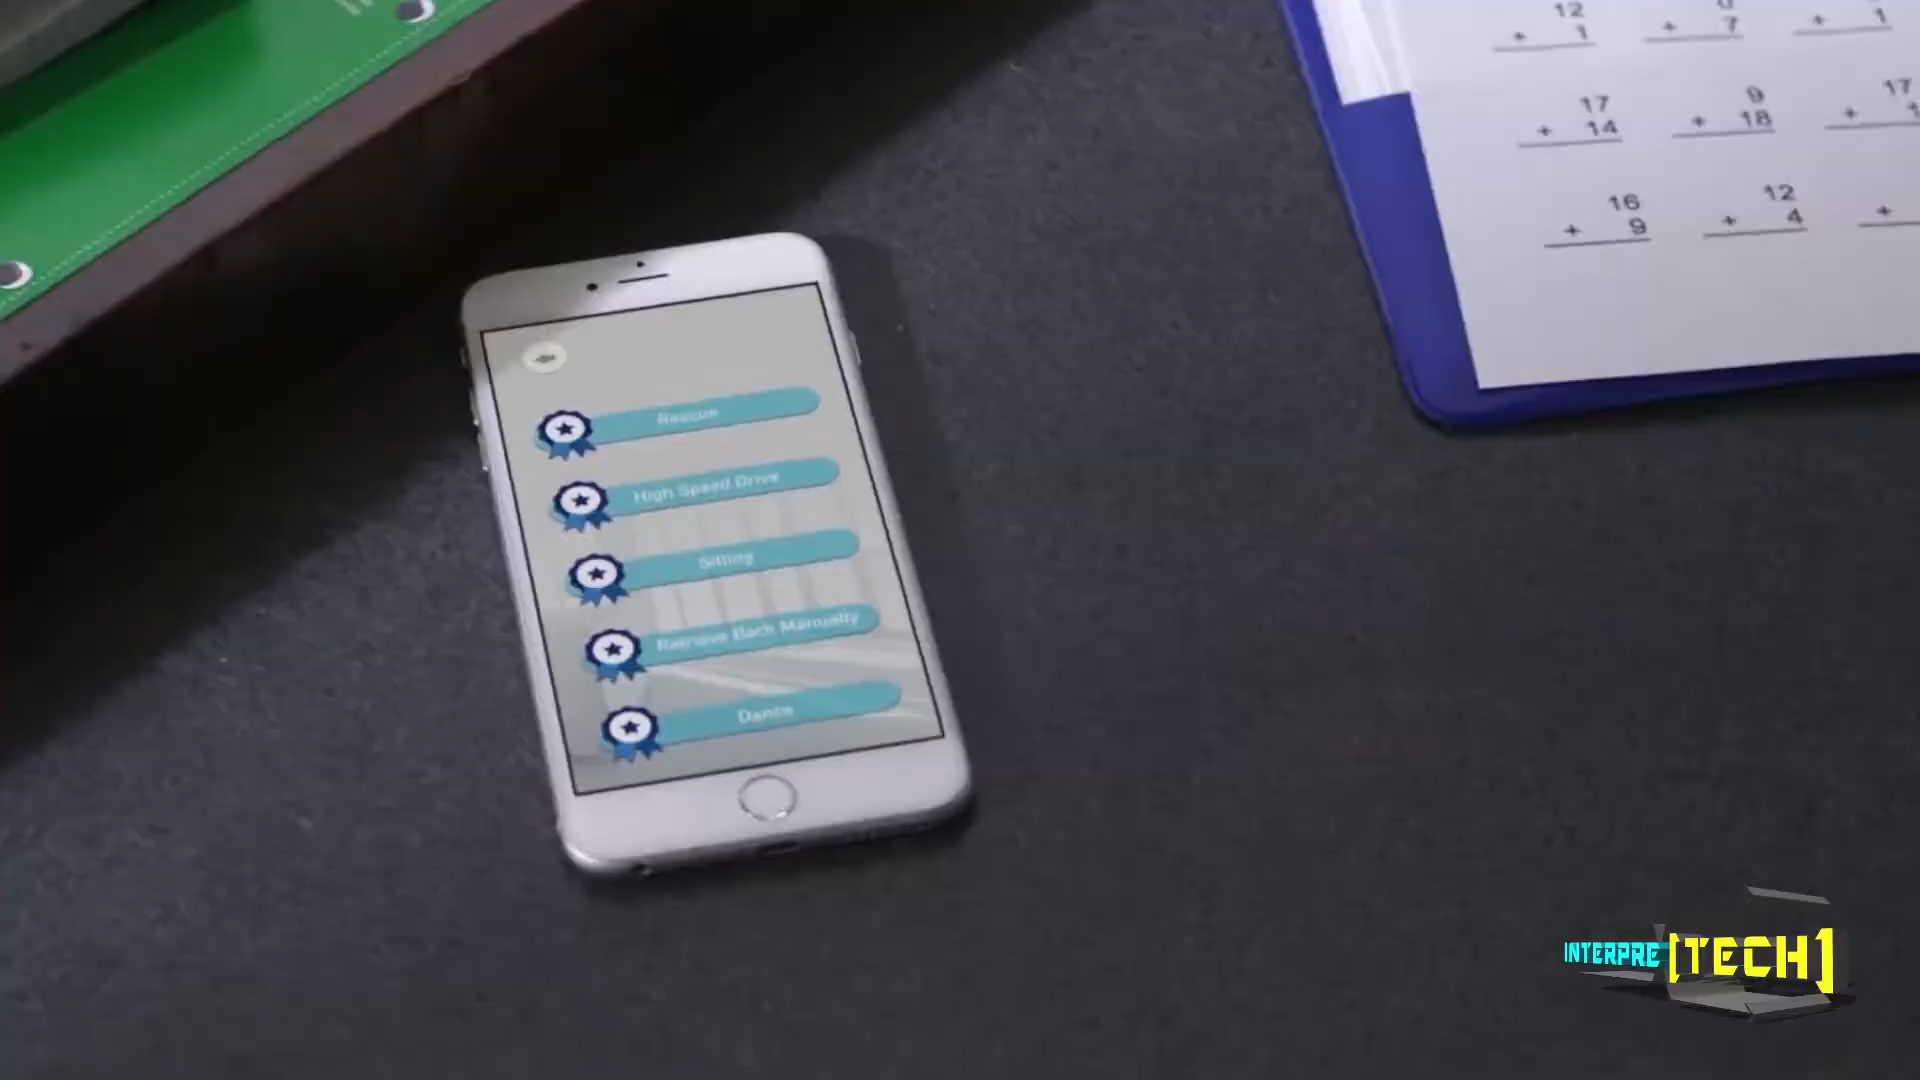 12
+ 1
+ 7
+ 1
17
+ 14
9
+ 18
17
+ 1
16
+ 9
12
+ 4
+
Rescue
High Speed Drive
Sitting
Retrieve Back Manually
Dance
INTERPRE[TECH]